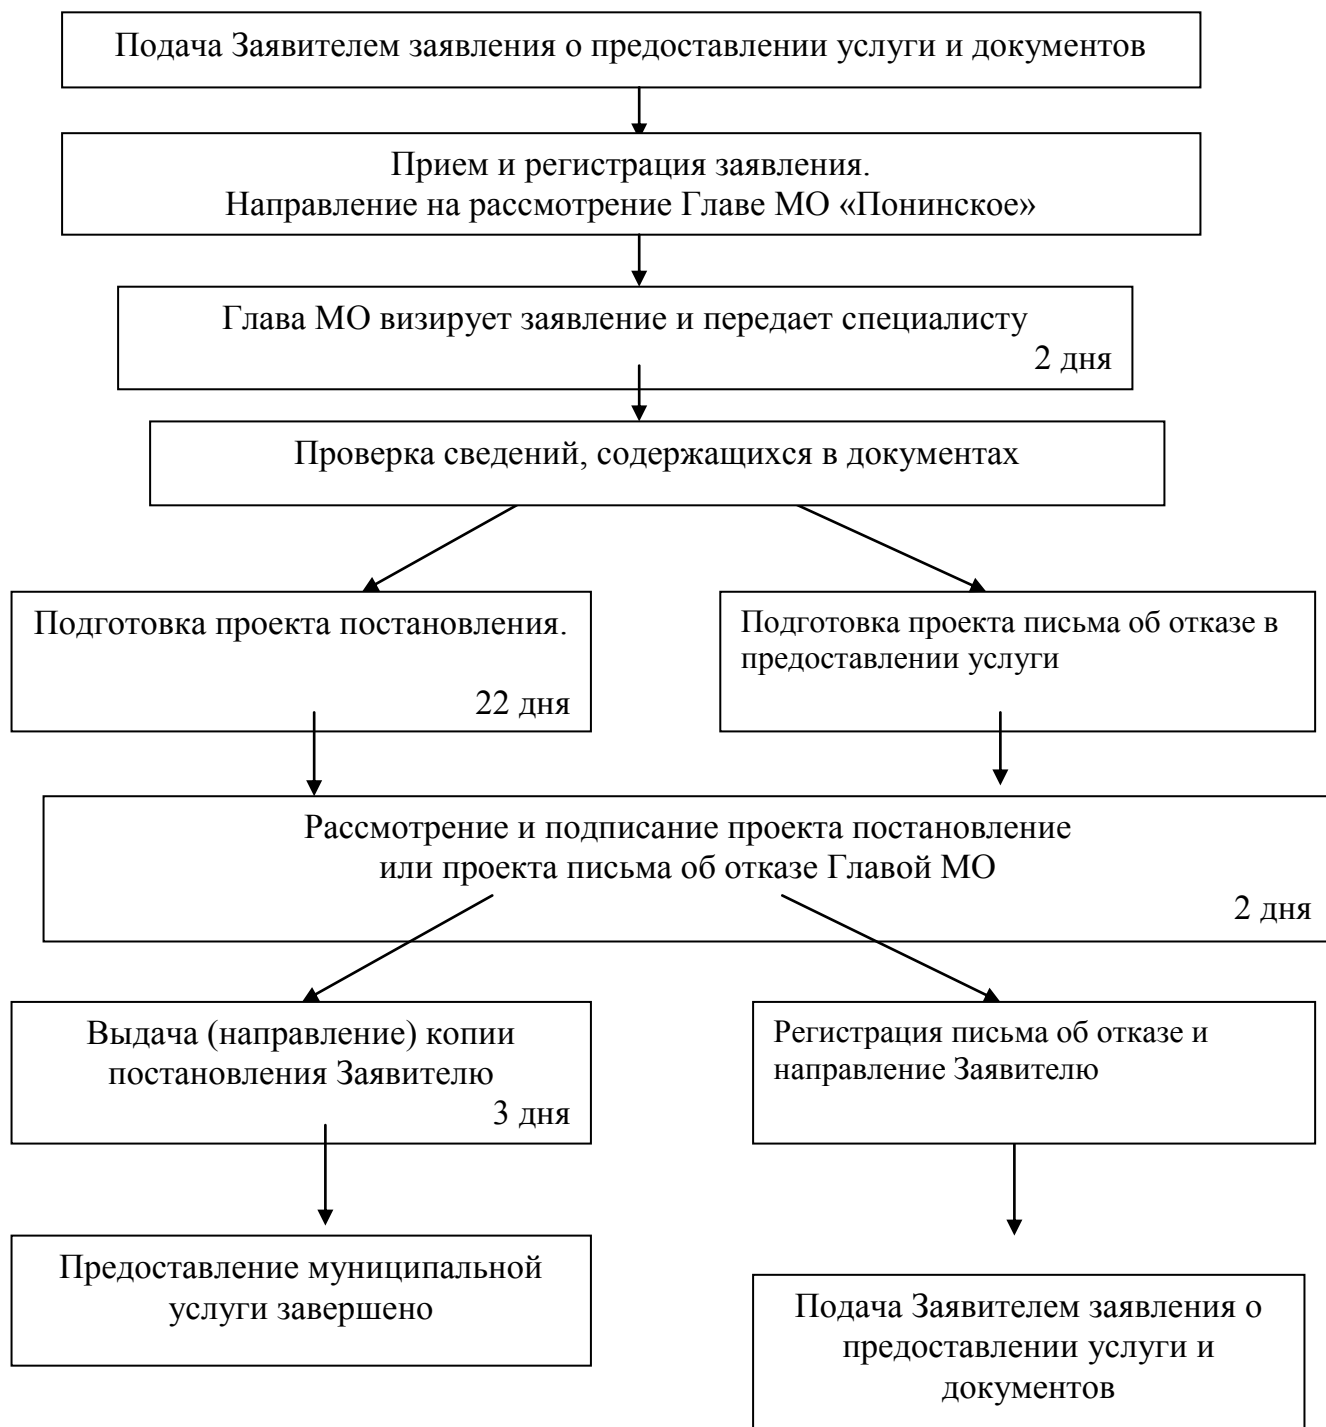 Подача Заявителем заявления о предоставлении услуги и документов
Прием и регистрация заявления.
Направление на рассмотрение Главе МО «Понинское»
Глава МО визирует заявление и передает специалисту
2 дня
Проверка сведений, содержащихся в документах
Подготовка проекта постановления.
22 дня
Подготовка проекта письма об отказе в
предоставлении услуги
Рассмотрение и подписание проекта постановление
или проекта письма об отказе Главой МО
2 дня
Выдача (направление) копии
постановления Заявителю
3 дня
Регистрация письма об отказе и
направление Заявителю
Предоставление муниципальной
услуги завершено
Подача Заявителем заявления о
предоставлении услуги и
документов